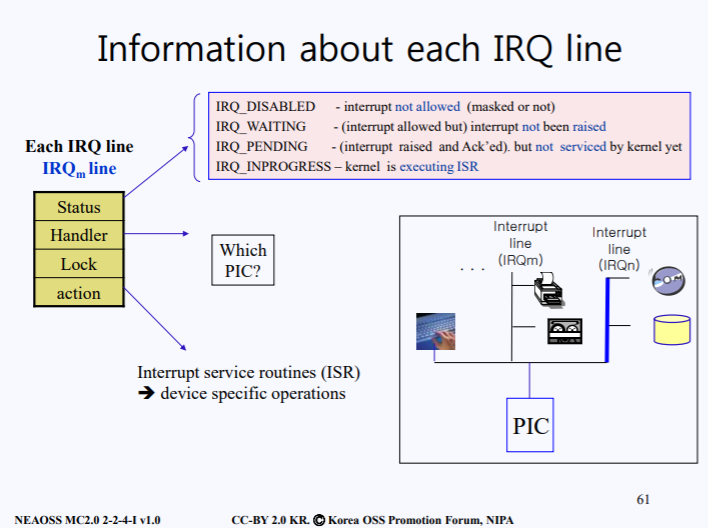 Information about each IRQ line
IRQ_DISABLED - interrupt not allowed (masked or not)
IRQ_WAITING - (interrupt allowed but) interrupt not been raised
IRQ_PENDING - (interrupt raised and Ack'ed). but not serviced by kernel yet
IRQ_INPROGRESS – kernel is executing ISR
Each IRQ line
IRQm line
Status
Handler
Lock
action
Which
PIC?
Interrupt service routines (ISR)
➔ device specific operations
Interrupt
line
(IRQm)
. . .
Interrupt
line
(IRQn)
PIC
61
NEAOSS MC2.0 2-2-4-I v1.0
CC-BY 2.0 KR. © Korea OSS Promotion Forum, NIPA